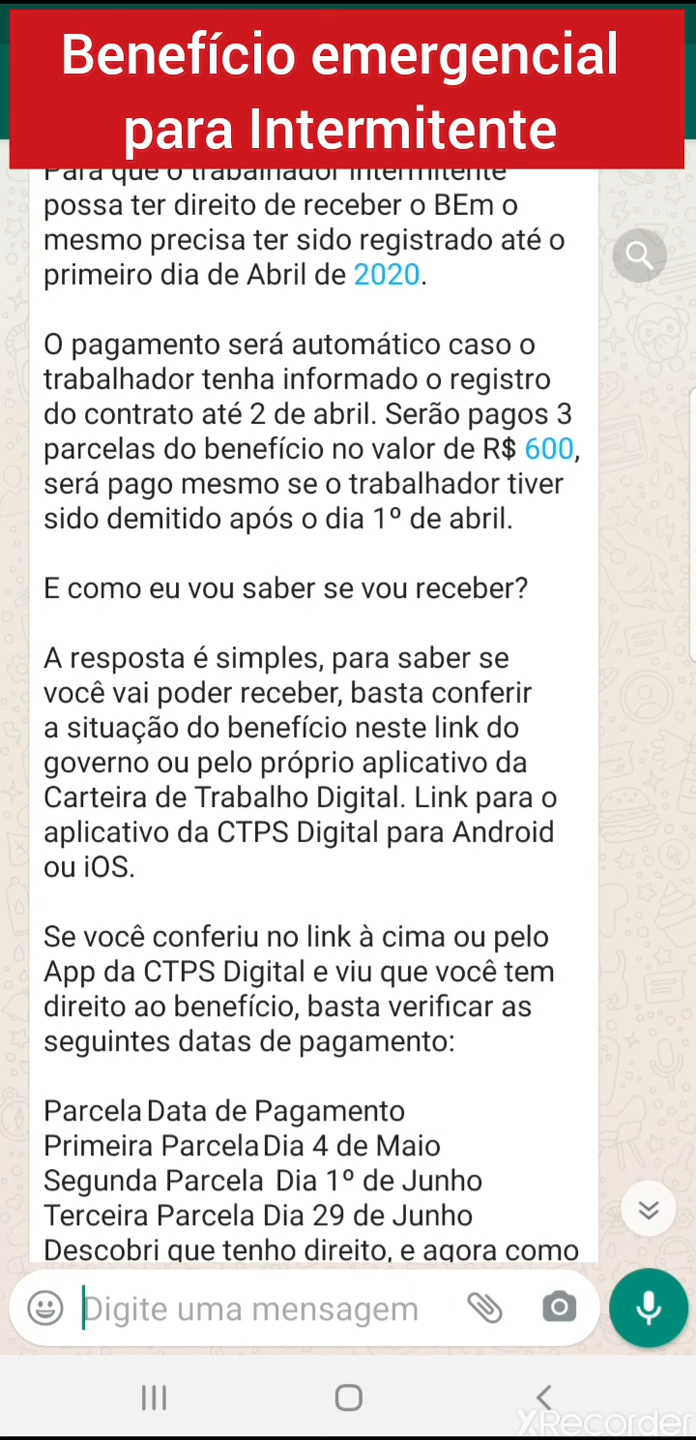 Benefício emergencial
para Intermitente
Para que o trabalhador intermitente
possa ter direito de receber o BEm o
mesmo precisa ter sido registrado até o
primeiro dia de Abril de 2020.
O pagamento será automático caso o
trabalhador tenha informado o registro
do contrato até 2 de abril. Serão pagos 3
parcelas do benefício no valor de R$ 600,
será pago mesmo se o trabalhador tiver
sido demitido após o dia 1º de abril.
E como eu vou saber se vou receber?
A resposta é simples, para saber se
você vai poder receber, basta conferir
a situação do benefício neste link do
governo ou pelo próprio aplicativo da
Carteira de Trabalho Digital. Link para o
aplicativo da CTPS Digital para Android
ou iOS.
Se você conferiu no link à cima ou pelo
App da CTPS Digital e viu que você tem
direito ao benefício, basta verificar as
seguintes datas de pagamento:
Parcela Data de Pagamento
Primeira Parcela Dia 4 de Maio
Segunda Parcela Dia 1º de Junho
Terceira Parcela Dia 29 de Junho
Descobri que tenho direito, e agora como
Digite uma mensagem
XRecorder